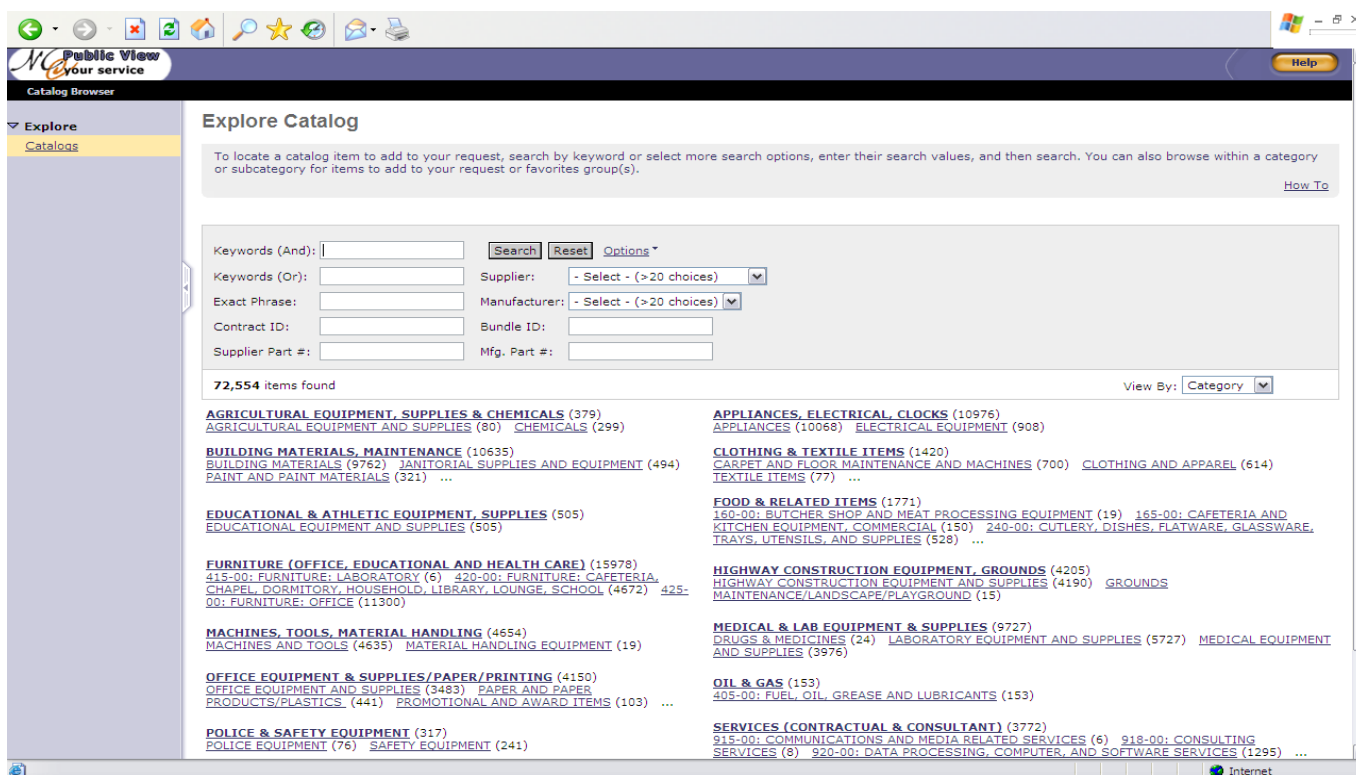 NC Public View
@your service
Help
Catalog Browser
Explore
Catalogs
Explore Catalog
To locate a catalog item to add to your request, search by keyword or select more search options, enter their search values, and then search. You can also browse within a category
or subcategory for items to add to your request or favorites group(s).
How To
Keywords (And): Search Reset Options
Keywords (Or): Supplier: - Select - (>20 choices)
Exact Phrase: Manufacturer: - Select - (>20 choices)
Contract ID: Bundle ID:
Supplier Part #: Mfg. Part #:
72,554 items found View By: Category
AGRICULTURAL EQUIPMENT, SUPPLIES & CHEMICALS (379)
AGRICULTURAL EQUIPMENT AND SUPPLIES (80) CHEMICALS (299)
APPLIANCES, ELECTRICAL, CLOCKS (10976)
APPLIANCES (10068) ELECTRICAL EQUIPMENT (908)
BUILDING MATERIALS, MAINTENANCE (10635)
BUILDING MATERIALS (9762) JANITORIAL SUPPLIES AND EQUIPMENT (494)
PAINT AND PAINT MATERIALS (321) ...
CLOTHING & TEXTILE ITEMS (1420)
CARPET AND FLOOR MAINTENANCE AND MACHINES (700) CLOTHING AND APPAREL (614)
TEXTILE ITEMS (77) ...
EDUCATIONAL & ATHLETIC EQUIPMENT, SUPPLIES (505)
EDUCATIONAL EQUIPMENT AND SUPPLIES (505)
FOOD & RELATED ITEMS (1771)
160-00: BUTCHER SHOP AND MEAT PROCESSING EQUIPMENT (19) 165-00: CAFETERIA AND
KITCHEN EQUIPMENT, COMMERCIAL (150) 240-00: CUTLERY, DISHES, FLATWARE, GLASSWARE,
TRAYS, UTENSILS, AND SUPPLIES (528) ...
FURNITURE (OFFICE, EDUCATIONAL AND HEALTH CARE) (15978)
415-00: FURNITURE: LABORATORY (6) 420-00: FURNITURE: CAFETERIA,
CHAPEL, DORMITORY, HOUSEHOLD, LIBRARY, LOUNGE, SCHOOL (4672) 425-
00: FURNITURE: OFFICE (11300)
HIGHWAY CONSTRUCTION EQUIPMENT, GROUNDS (4205)
HIGHWAY CONSTRUCTION EQUIPMENT AND SUPPLIES (4190) GROUNDS
MAINTENANCE/LANDSCAPE/PLAYGROUND (15)
MACHINES, TOOLS, MATERIAL HANDLING (4654)
MACHINES AND TOOLS (4635) MATERIAL HANDLING EQUIPMENT (19)
MEDICAL & LAB EQUIPMENT & SUPPLIES (9727)
DRUGS & MEDICINES (24) LABORATORY EQUIPMENT AND SUPPLIES (5727) MEDICAL EQUIPMENT
AND SUPPLIES (3976)
OFFICE EQUIPMENT & SUPPLIES/PAPER/PRINTING (4150)
OFFICE EQUIPMENT AND SUPPLIES (3483) PAPER AND PAPER
PRODUCTS/PLASTICS (441) PROMOTIONAL AND AWARD ITEMS (103) ...
OIL & GAS (153)
405-00: FUEL, OIL, GREASE AND LUBRICANTS (153)
POLICE & SAFETY EQUIPMENT (317)
POLICE EQUIPMENT (76) SAFETY EQUIPMENT (241)
SERVICES (CONTRACTUAL & CONSULTANT) (3772)
915-00: COMMUNICATIONS AND MEDIA RELATED SERVICES (6) 918-00: CONSULTING
SERVICES (8) 920-00: DATA PROCESSING, COMPUTER, AND SOFTWARE SERVICES (1295) ...
Internet